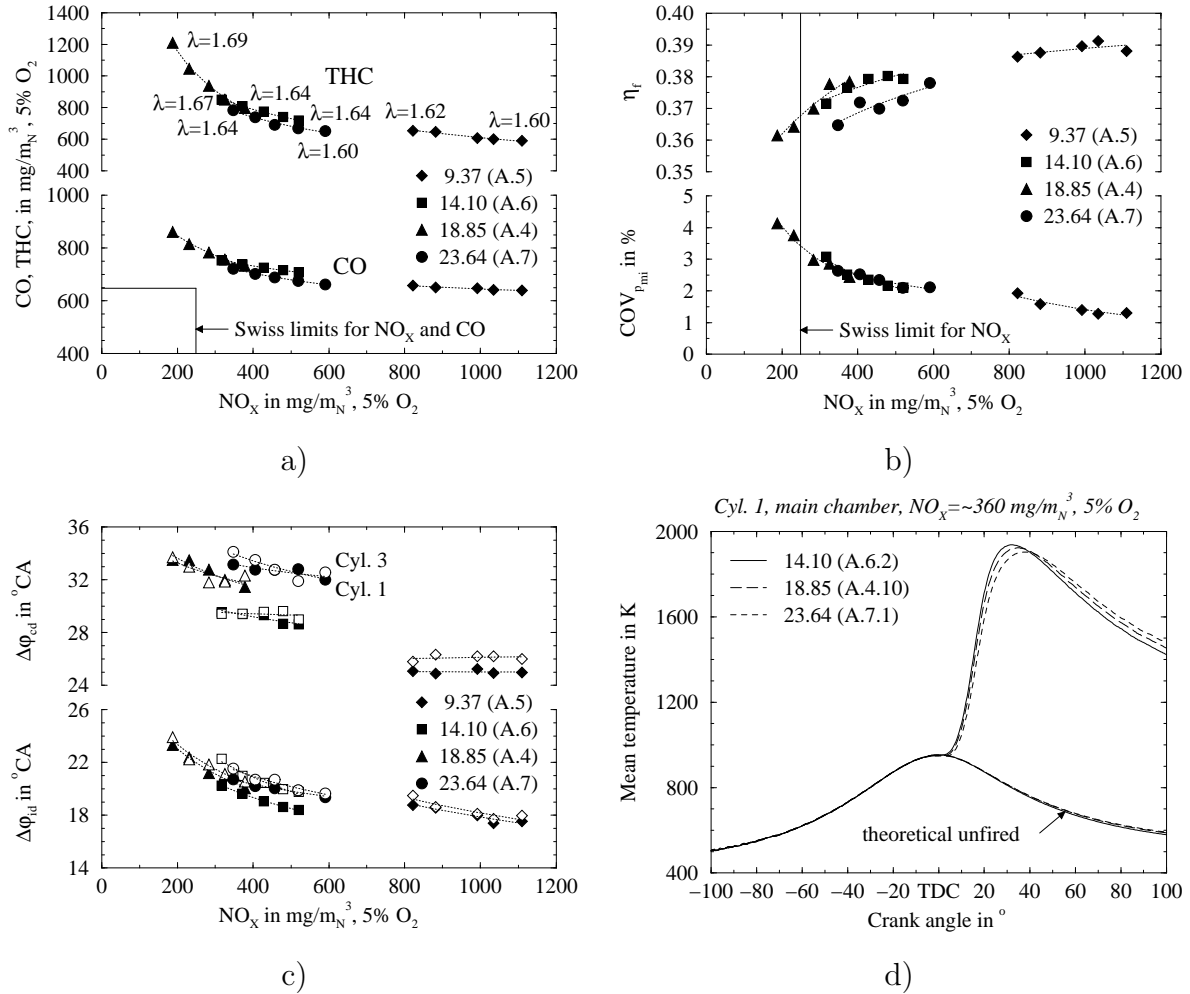 1200
1000
800
600
400
1000
800
600
400
CO, THC, in mg/m_N^3, 5% O_2
λ=1.69
THC
λ=1.67
λ=1.64
λ=1.64
λ=1.64
λ=1.60
λ=1.62
λ=1.60
9.37 (A.5)
14.10 (A.6)
18.85 (A.4)
23.64 (A.7)
CO
Swiss limits for NO_X and CO
0 200 400 600 800 1000 1200
NO_X in mg/m_N^3, 5% O_2
a)
0.40
0.39
0.38
0.37
0.36
0.35
η_f
9.37 (A.5)
14.10 (A.6)
18.85 (A.4)
23.64 (A.7)
5
4
3
2
1
0
COV_{p_{mi}} in %
Swiss limit for NO_X
0 200 400 600 800 1000 1200
NO_X in mg/m_N^3, 5% O_2
b)
36
32
28
24
Δφ_cd in °CA
Cyl. 3
Cyl. 1
9.37 (A.5)
14.10 (A.6)
18.85 (A.4)
23.64 (A.7)
26
22
18
14
Δφ_id in °CA
0 200 400 600 800 1000 1200
NO_X in mg/m_N^3, 5% O_2
c)
Cyl. 1, main chamber, NO_X=~360 mg/m_N^3, 5% O_2
2000
1600
1200
800
400
Mean temperature in K
14.10 (A.6.2)
18.85 (A.4.10)
23.64 (A.7.1)
theoretical unfired
−100 −80 −60 −40 −20 TDC 20 40 60 80 100
Crank angle in °
d)